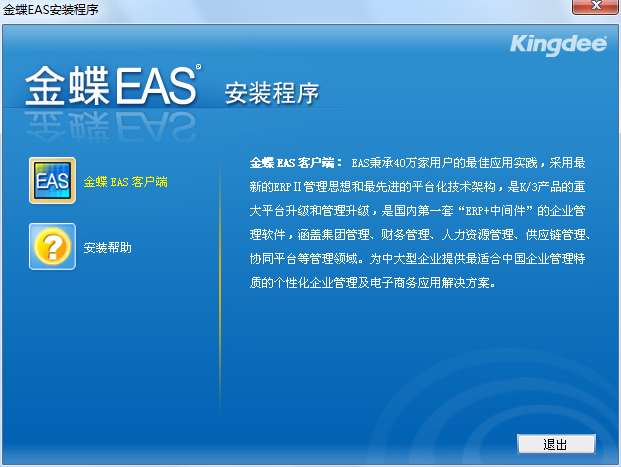 金蝶EAS安装程序
Kingdee
金蝶EAS® 安装程序
EAS
金蝶 EAS 客户端
安装帮助
金蝶 EAS 客户端： EAS秉承40万家用户的最佳应用实践，采用最
新的ERPⅡ管理思想和最先进的平台化技术架构，是K/3产品的重
大平台升级和管理升级，是国内第一套“ERP+中间件”的企业管
理软件，涵盖集团管理、财务管理、人力资源管理、供应链管理、
协同平台等管理领域。为中大型企业提供最适合中国企业管理特
质的个性化企业管理及电子商务应用解决方案。
退出